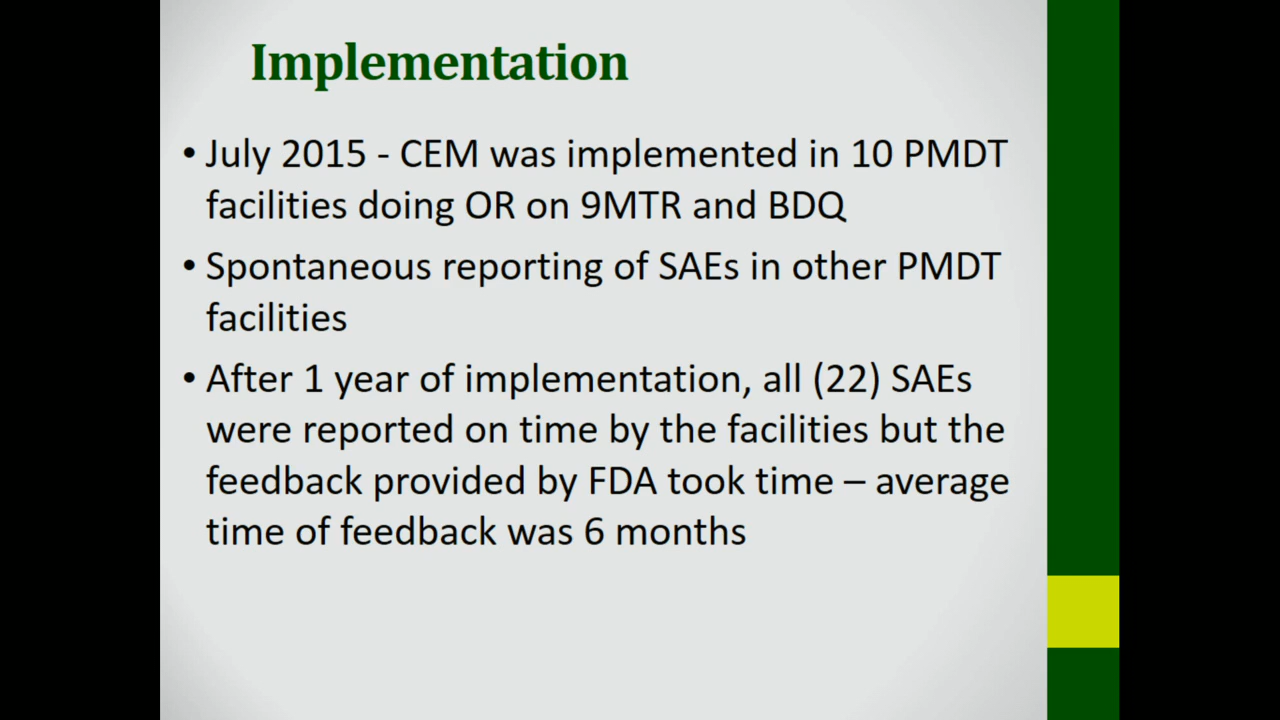 Implementation
• July 2015 - CEM was implemented in 10 PMDT
facilities doing OR on 9MTR and BDQ
• Spontaneous reporting of SAEs in other PMDT
facilities
• After 1 year of implementation, all (22) SAEs
were reported on time by the facilities but the
feedback provided by FDA took time – average
time of feedback was 6 months